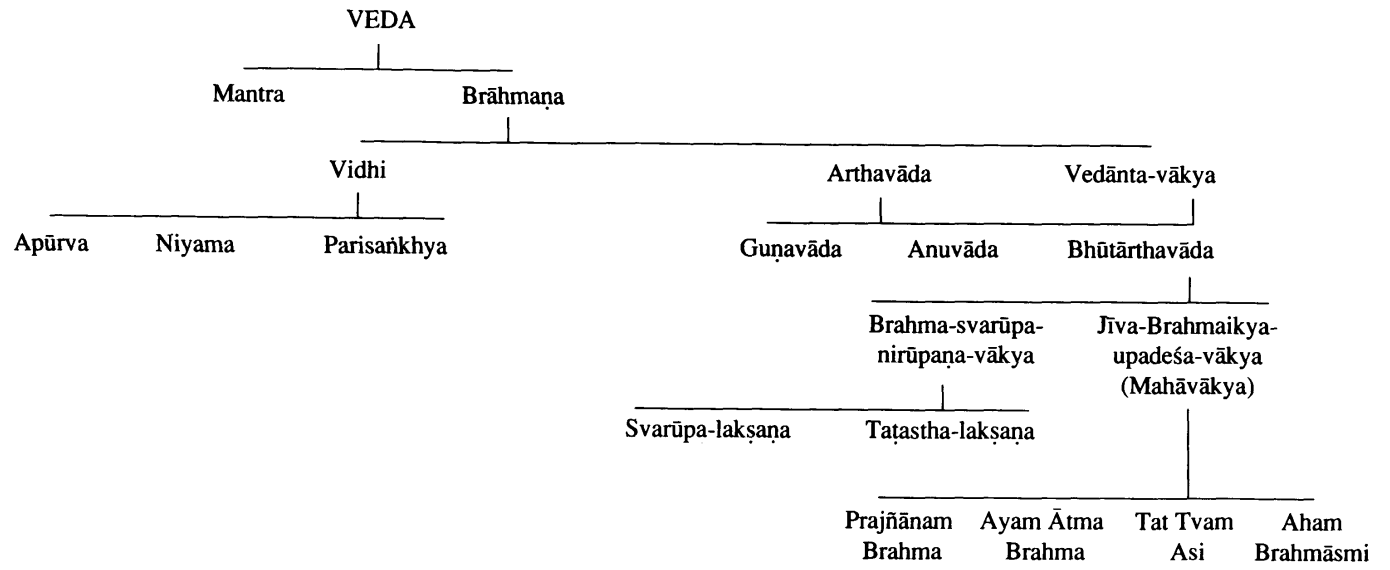 VEDA
Mantra Brāhmaṇa
Vidhi Arthavāda Vedānta-vākya
Apūrva Niyama Parisaṅkhya Guṇavāda Anuvāda Bhūtārthavāda
Brahma-svarūpa- Jīva-Brahmaikya-
nirūpaṇa-vākya upadeśa-vākya
(Mahāvākya)
Svarūpa-lakṣaṇa Taṭastha-lakṣaṇa
Prajñānam Ayam Ātma Tat Tvam Aham
Brahma Brahma Asi Brahmāsmi